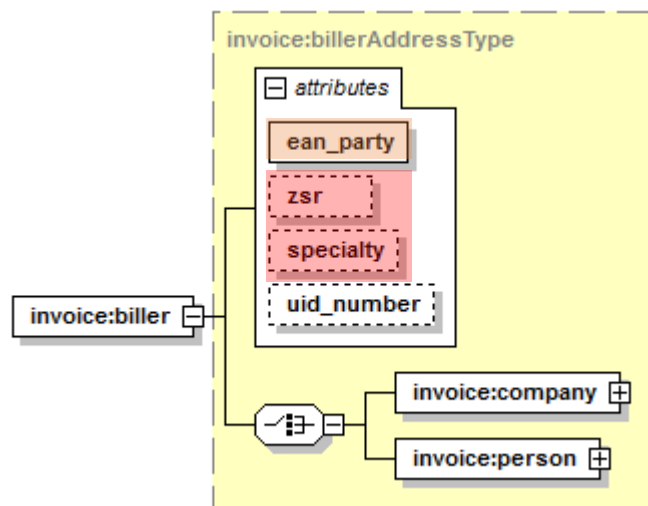 invoice:billerAddressType
attributes
ean_party
zsr
specialty
uid_number
invoice:biller
invoice:company
invoice:person